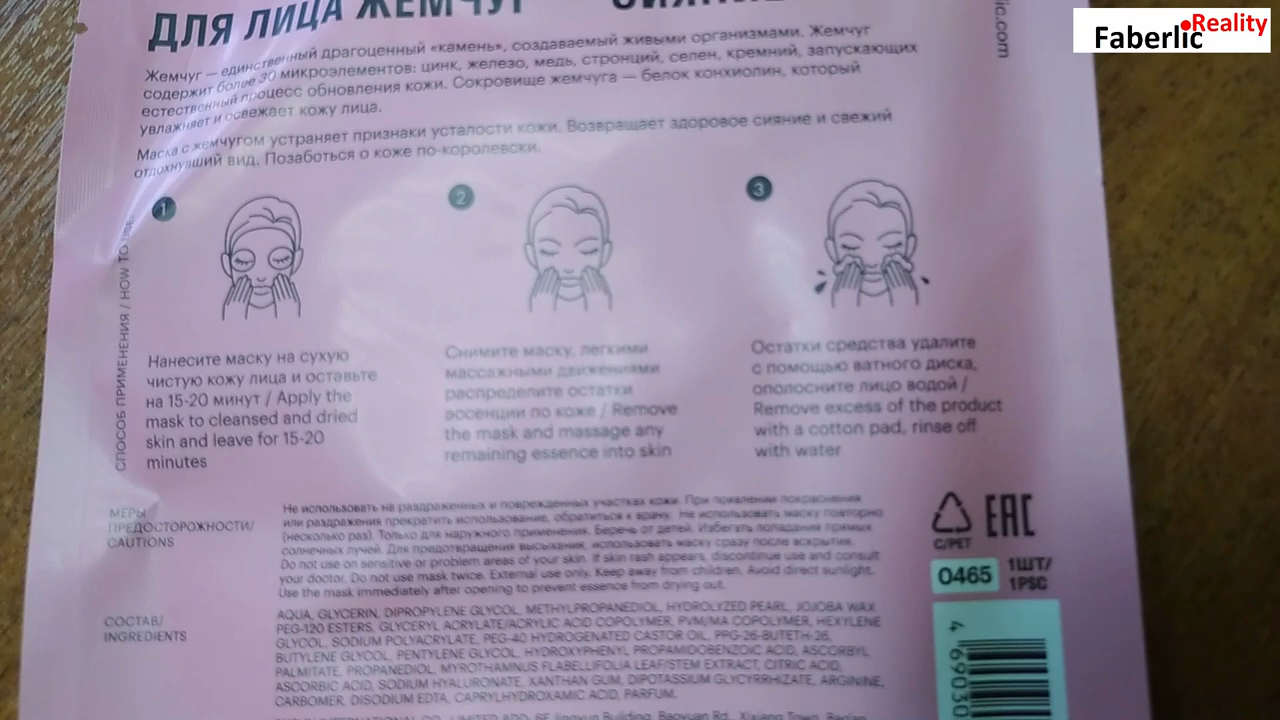 Faberlic Reality
ДЛЯ ЛИЦА ЖЕМЧУГ — СИЯНИЕ
lic.com
Жемчуг — единственный драгоценный «камень», создаваемый живыми организмами. Жемчуг
содержит более 30 микроэлементов: цинк, железо, медь, стронций, селен, кремний, запускающих
естественный процесс обновления кожи. Сокровище жемчуга — белок конхиолин, который
увлажняет и освежает кожу лица.
Маска с жемчугом устраняет признаки усталости кожи. Возвращает здоровое сияние и свежий
отдохнувший вид. Позаботься о коже по-королевски.
СПОСОБ ПРИМЕНЕНИЯ / HOW TO USE
1
Нанесите маску на сухую
чистую кожу лица и оставьте
на 15-20 минут / Apply the
mask to cleansed and dried
skin and leave for 15-20
minutes
2
Снимите маску, легкими
массажными движениями
распределите остатки
эссенции по коже / Remove
the mask and massage any
remaining essence into skin
3
Остатки средства удалите
с помощью ватного диска,
ополосните лицо водой /
Remove excess of the product
with a cotton pad, rinse off
with water
МЕРЫ
ПРЕДОСТОРОЖНОСТИ/
CAUTIONS
Не использовать на раздраженных и поврежденных участках кожи. При появлении покраснения
или раздражения прекратить использование, обратиться к врачу. Не использовать маску повторно
(несколько раз). Только для наружного применения. Беречь от детей. Избегать попадания прямых
солнечных лучей. Для предотвращения высыхания, использовать маску сразу после вскрытия.
Do not use on sensitive or problem areas of your skin. If skin rash appears, discontinue use and consult
your doctor. Do not use mask twice. External use only. Keep away from children. Avoid direct sunlight.
Use the mask immediately after opening to prevent essence from drying out.
C/PET
EAC
0465
1ШТ/
1PSC
СОСТАВ/
INGREDIENTS
AQUA, GLYCERIN, DIPROPYLENE GLYCOL, METHYLPROPANEDIOL, HYDROLYZED PEARL, JOJOBA WAX
PEG-120 ESTERS, GLYCERYL ACRYLATE/ACRYLIC ACID COPOLYMER, PVM/MA COPOLYMER, HEXYLENE
GLYCOL, SODIUM POLYACRYLATE, PEG-40 HYDROGENATED CASTOR OIL, PPG-26-BUTETH-26,
BUTYLENE GLYCOL, PENTYLENE GLYCOL, HYDROXYPHENYL PROPAMIDOBENZOIC ACID, ASCORBYL
PALMITATE, PROPANEDIOL, MYROTHAMNUS FLABELLIFOLIA LEAF/STEM EXTRACT, CITRIC ACID,
ASCORBIC ACID, SODIUM HYALURONATE, XANTHAN GUM, DIPOTASSIUM GLYCYRRHIZATE, ARGININE,
CARBOMER, DISODIUM EDTA, CAPRYLHYDROXAMIC ACID, PARFUM.
4 69030
INTERNATIONAL CO., LIMITED ADD. 6F Jingyun Building, Baoyuan Rd., Xixiang Town,